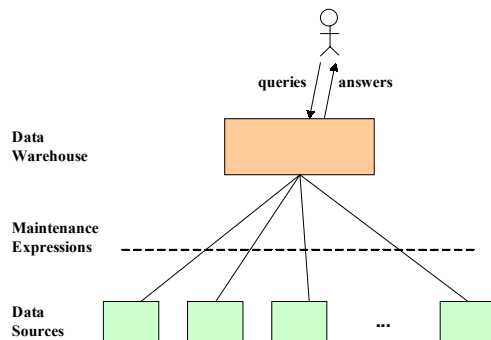 queries answers
Data
Warehouse
Maintenance
Expressions
Data
Sources
...